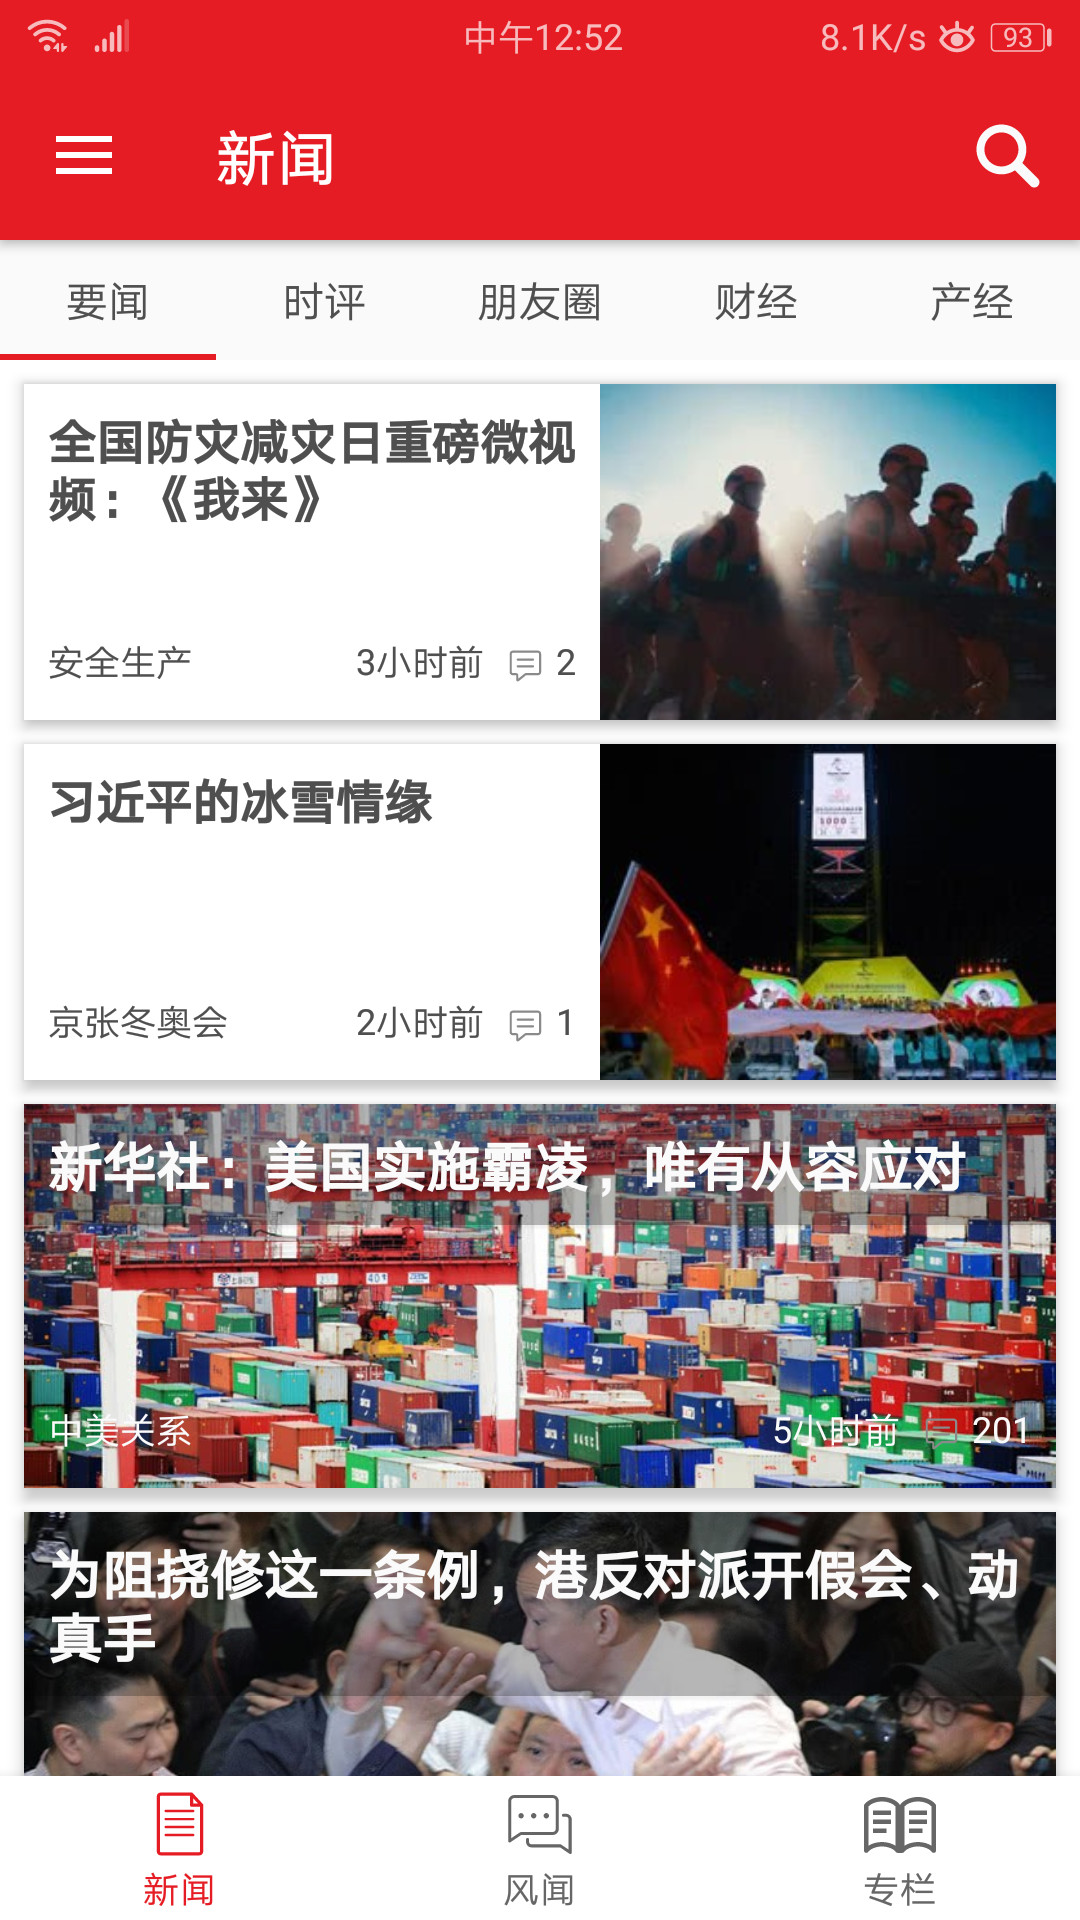 中午12:52
8.1K/s
93
新闻
要闻
时评
朋友圈
财经
产经
全国防灾减灾日重磅微视
频：《我来》
安全生产
3小时前
2
习近平的冰雪情缘
京张冬奥会
2小时前
1
1000
新华社：美国实施霸凌，唯有从容应对
中美关系
5小时前
201
为阻挠修这一条例，港反对派开假会、动
真手
新闻
风闻
专栏